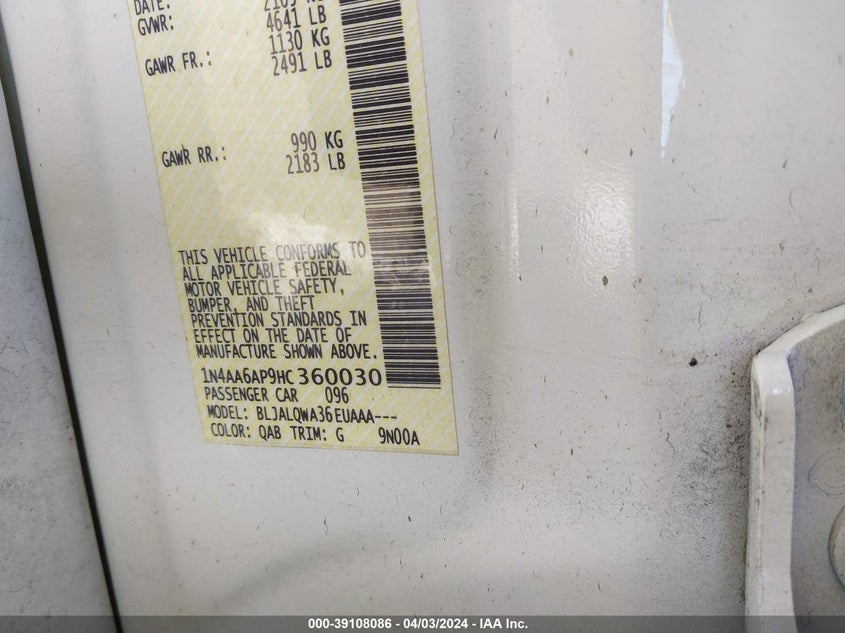 DATE:
GVWR: 4641 LB
1130 KG
GAWR FR.: 2491 LB
990 KG
GAWR RR.: 2183 LB
THIS VEHICLE CONFORMS TO
ALL APPLICABLE FEDERAL
MOTOR VEHICLE SAFETY,
BUMPER, AND THEFT
PREVENTION STANDARDS IN
EFFECT ON THE DATE OF
MANUFACTURE SHOWN ABOVE.
1N4AA6AP9HC360030
PASSENGER CAR 096
MODEL: BLJALQWA36EUAAA---
COLOR: QAB TRIM: G 9N00A
000-39108086 - 04/03/2024 - IAA Inc.